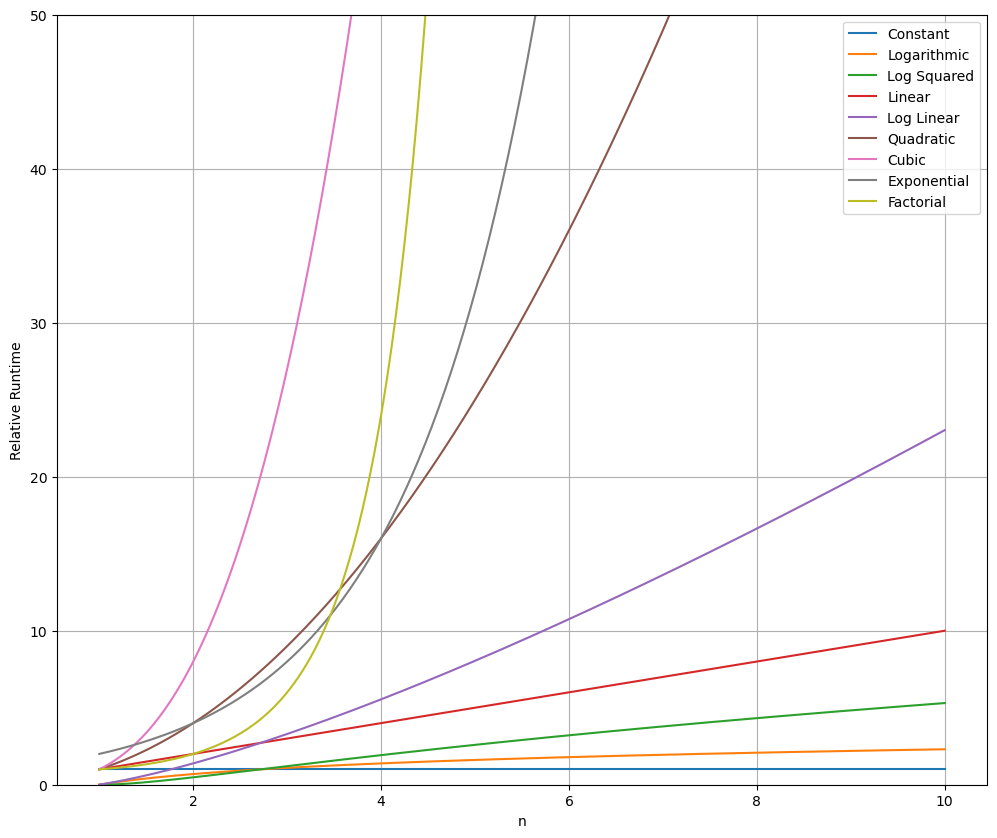 50
40
30
20
10
0
Relative Runtime
2 4 6 8 10
n
Constant
Logarithmic
Log Squared
Linear
Log Linear
Quadratic
Cubic
Exponential
Factorial